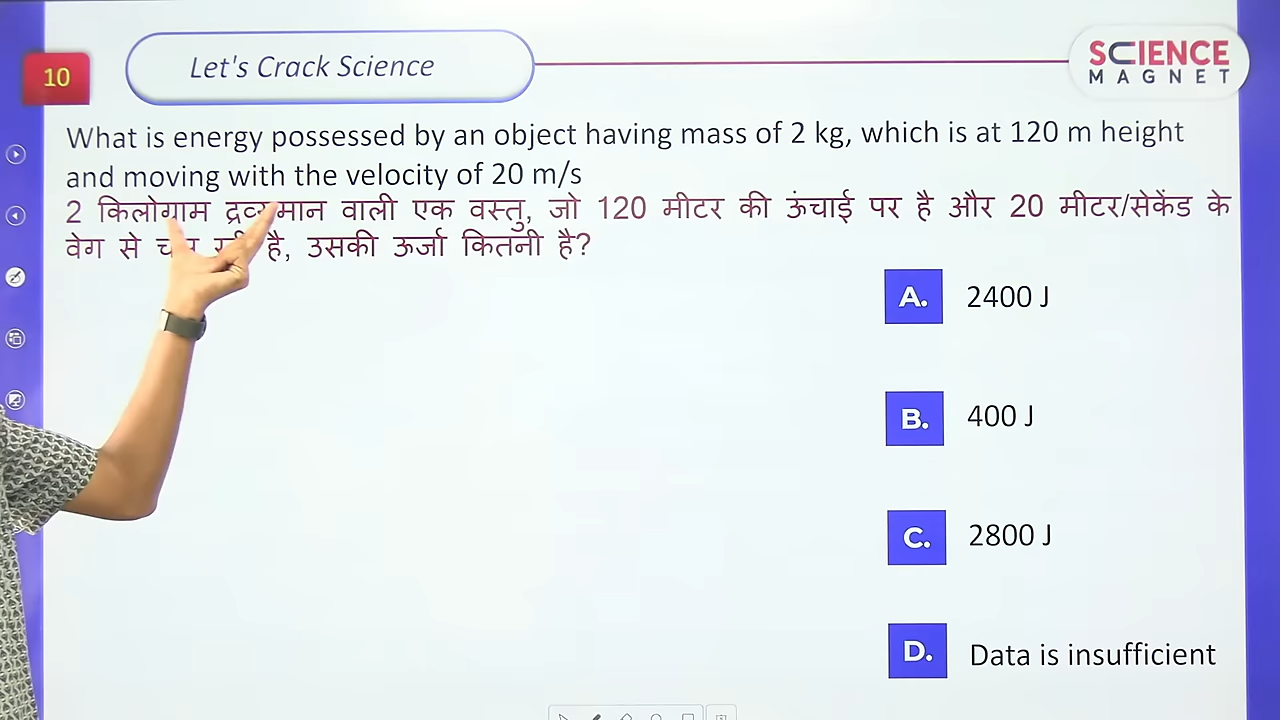 10
Let's Crack Science
SCIENCE
MAGNET
What is energy possessed by an object having mass of 2 kg, which is at 120 m height
and moving with the velocity of 20 m/s
2 किलोग्राम द्रव्यमान वाली एक वस्तु, जो 120 मीटर की ऊंचाई पर है और 20 मीटर/सेकेंड के
वेग से है, उसकी ऊर्जा कितनी है?
A. 2400 J
B. 400 J
C. 2800 J
D. Data is insufficient